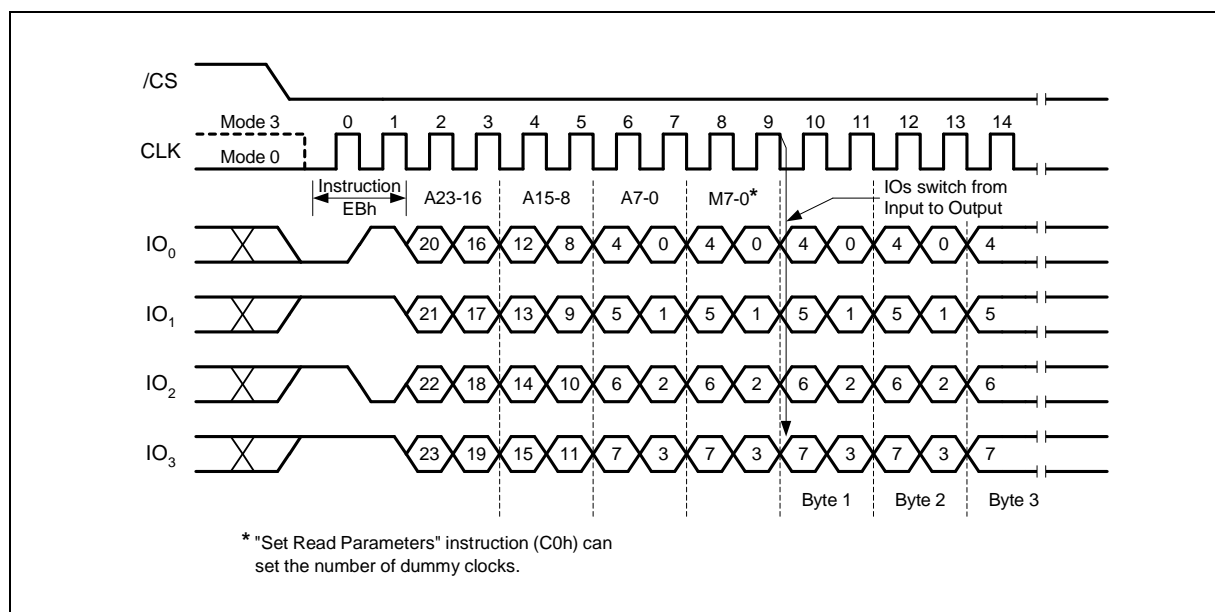 /CS
Mode 3 0 1 2 3 4 5 6 7 8 9 10 11 12 13 14
CLK
Mode 0
Instruction
EBh
A23-16 A15-8 A7-0 M7-0*
IOs switch from
Input to Output
IO0 20 16 12 8 4 0 4 0 4 0 4 0 4
IO1 21 17 13 9 5 1 5 1 5 1 5 1 5
IO2 22 18 14 10 6 2 6 2 6 2 6 2 6
IO3 23 19 15 11 7 3 7 3 7 3 7 3 7
Byte 1 Byte 2 Byte 3
* "Set Read Parameters" instruction (C0h) can
set the number of dummy clocks.